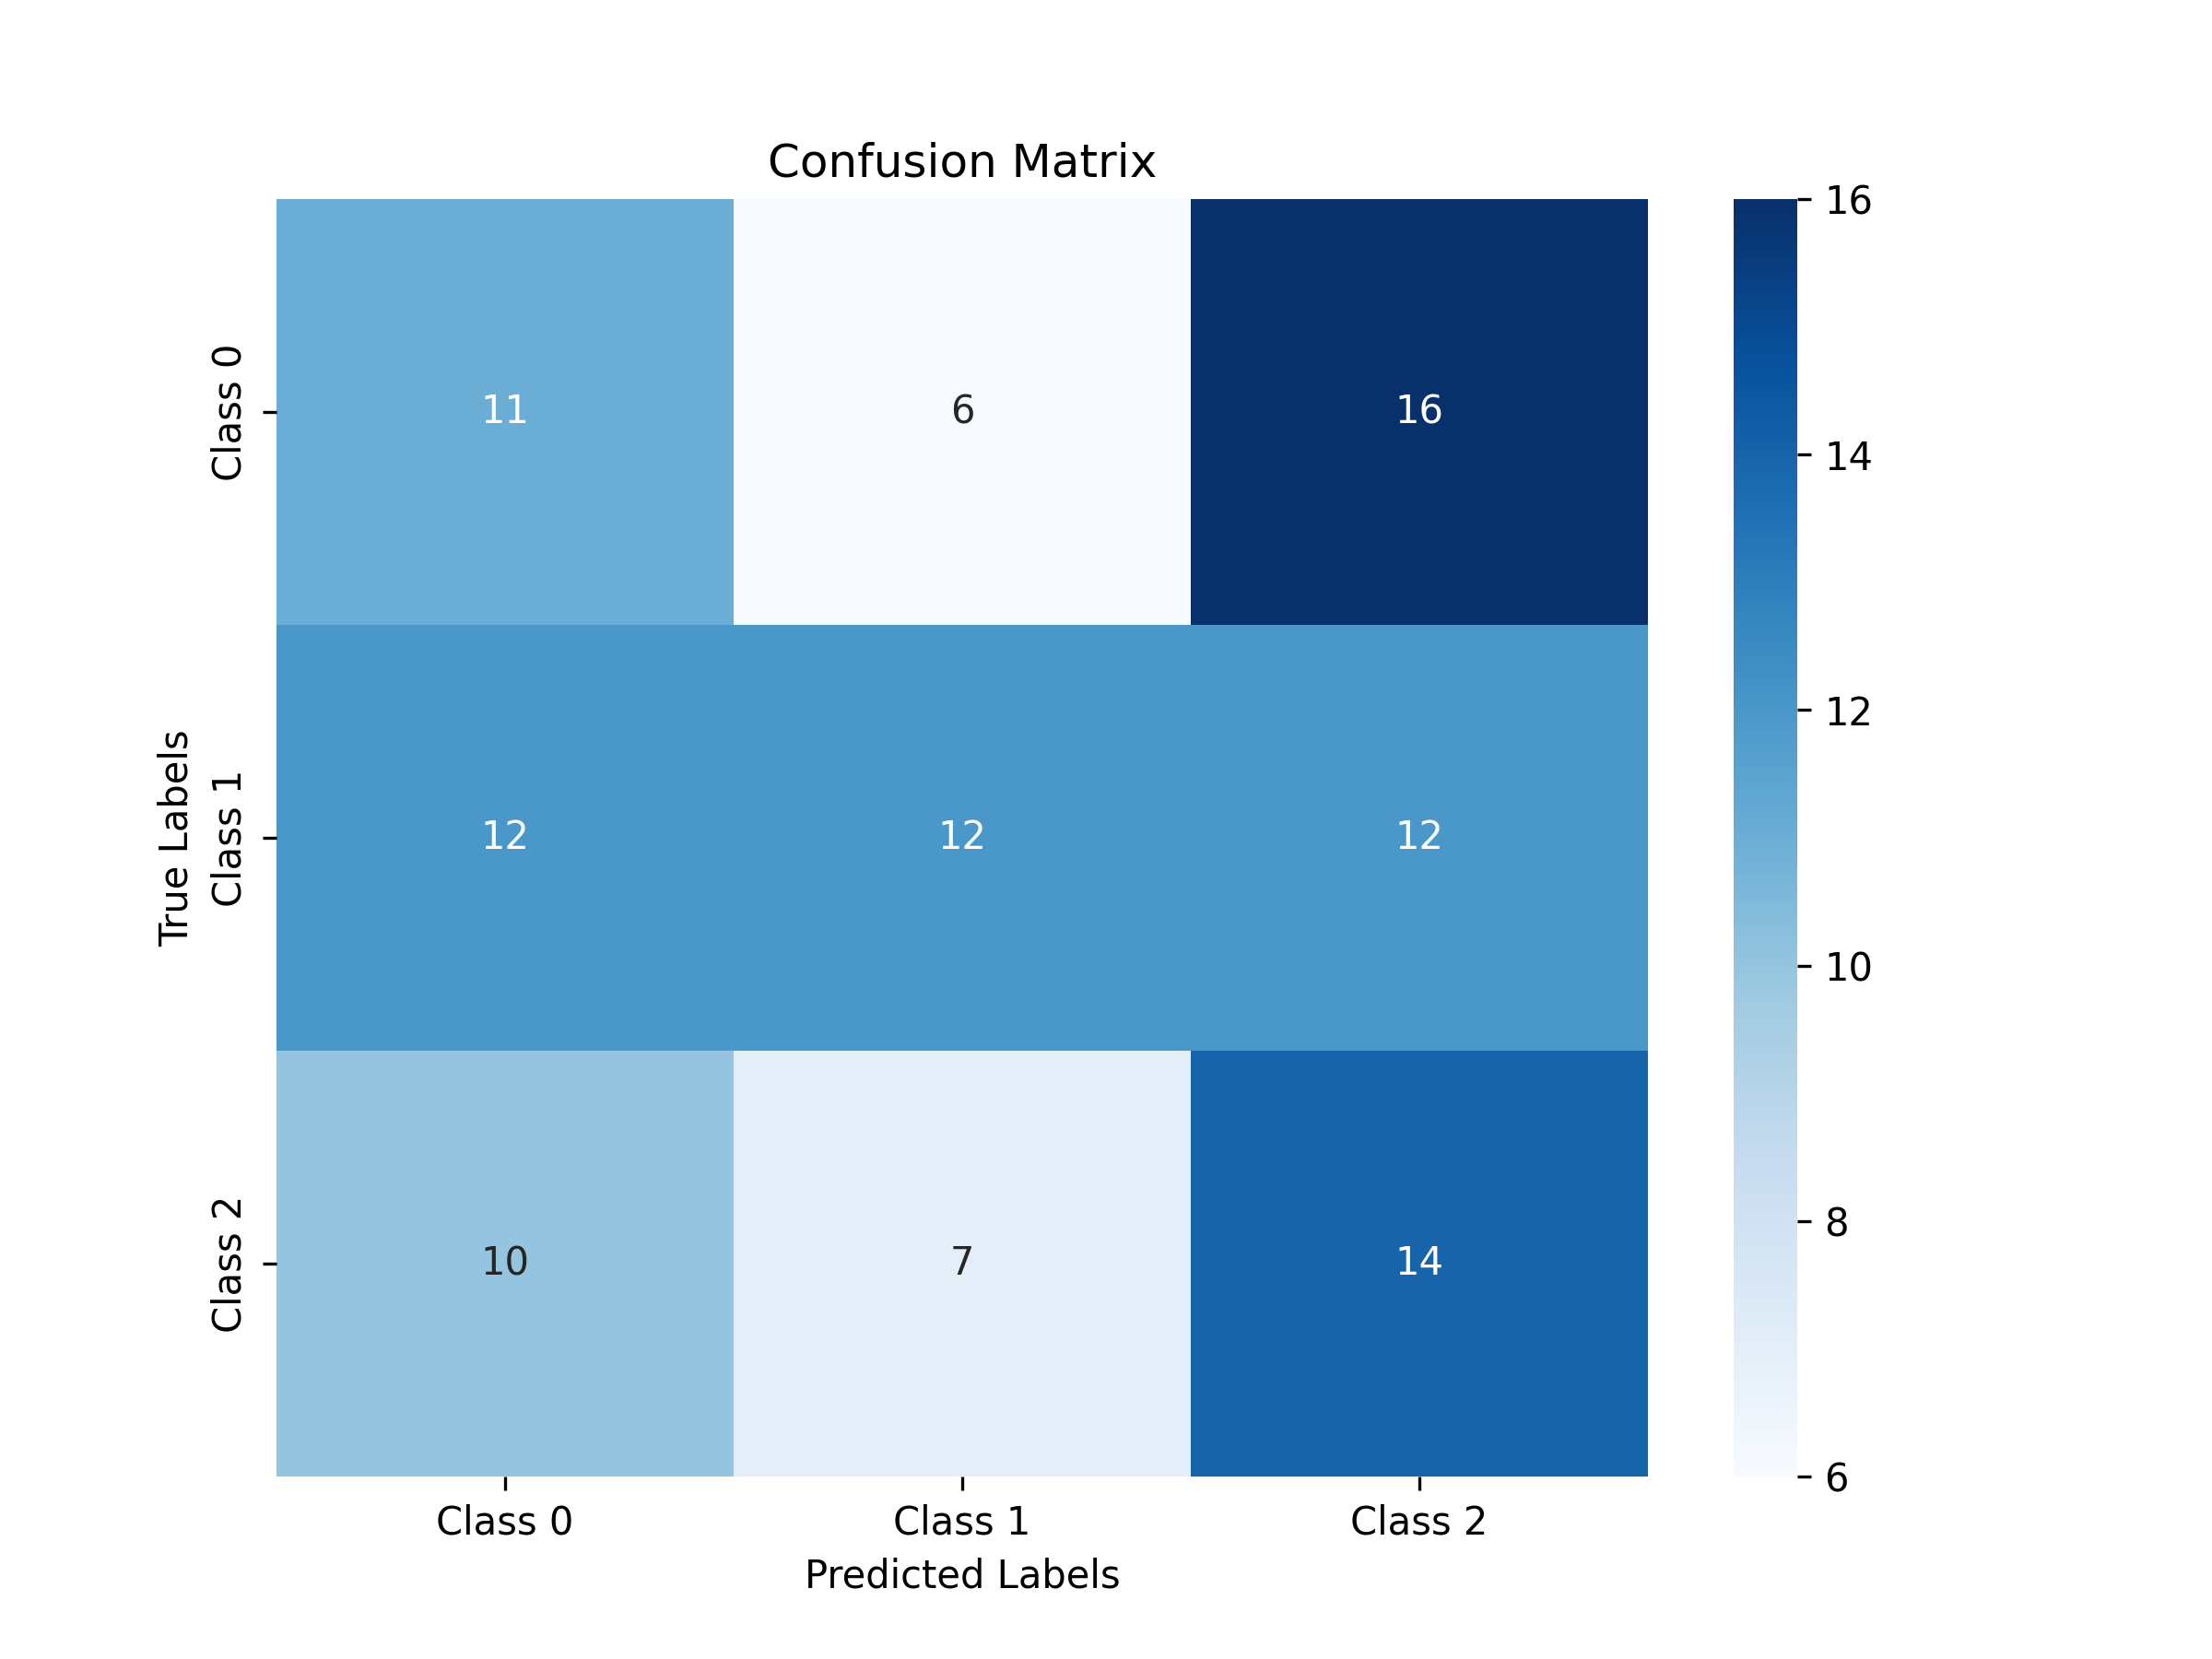 Confusion Matrix
True Labels
Class 0
11 6 16
Class 1
12 12 12
Class 2
10 7 14
Class 0 Class 1 Class 2
Predicted Labels
16
14
12
10
8
6